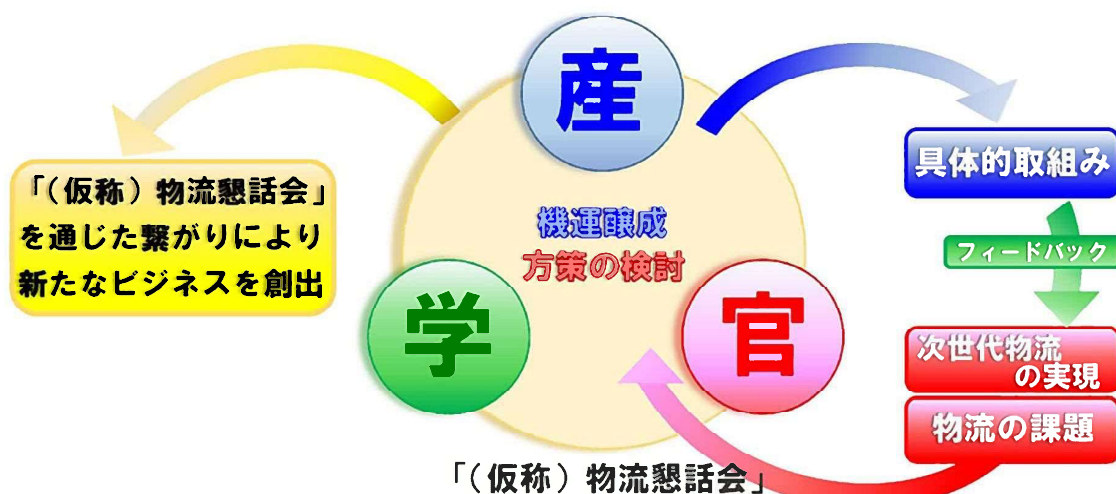 産
機運醸成
方策の検討
学
官
「（仮称）物流懇話会」
「（仮称）物流懇話会」
を通じた繋がりにより
新たなビジネスを創出
具体的取組み
フィードバック
次世代物流
の実現
物流の課題